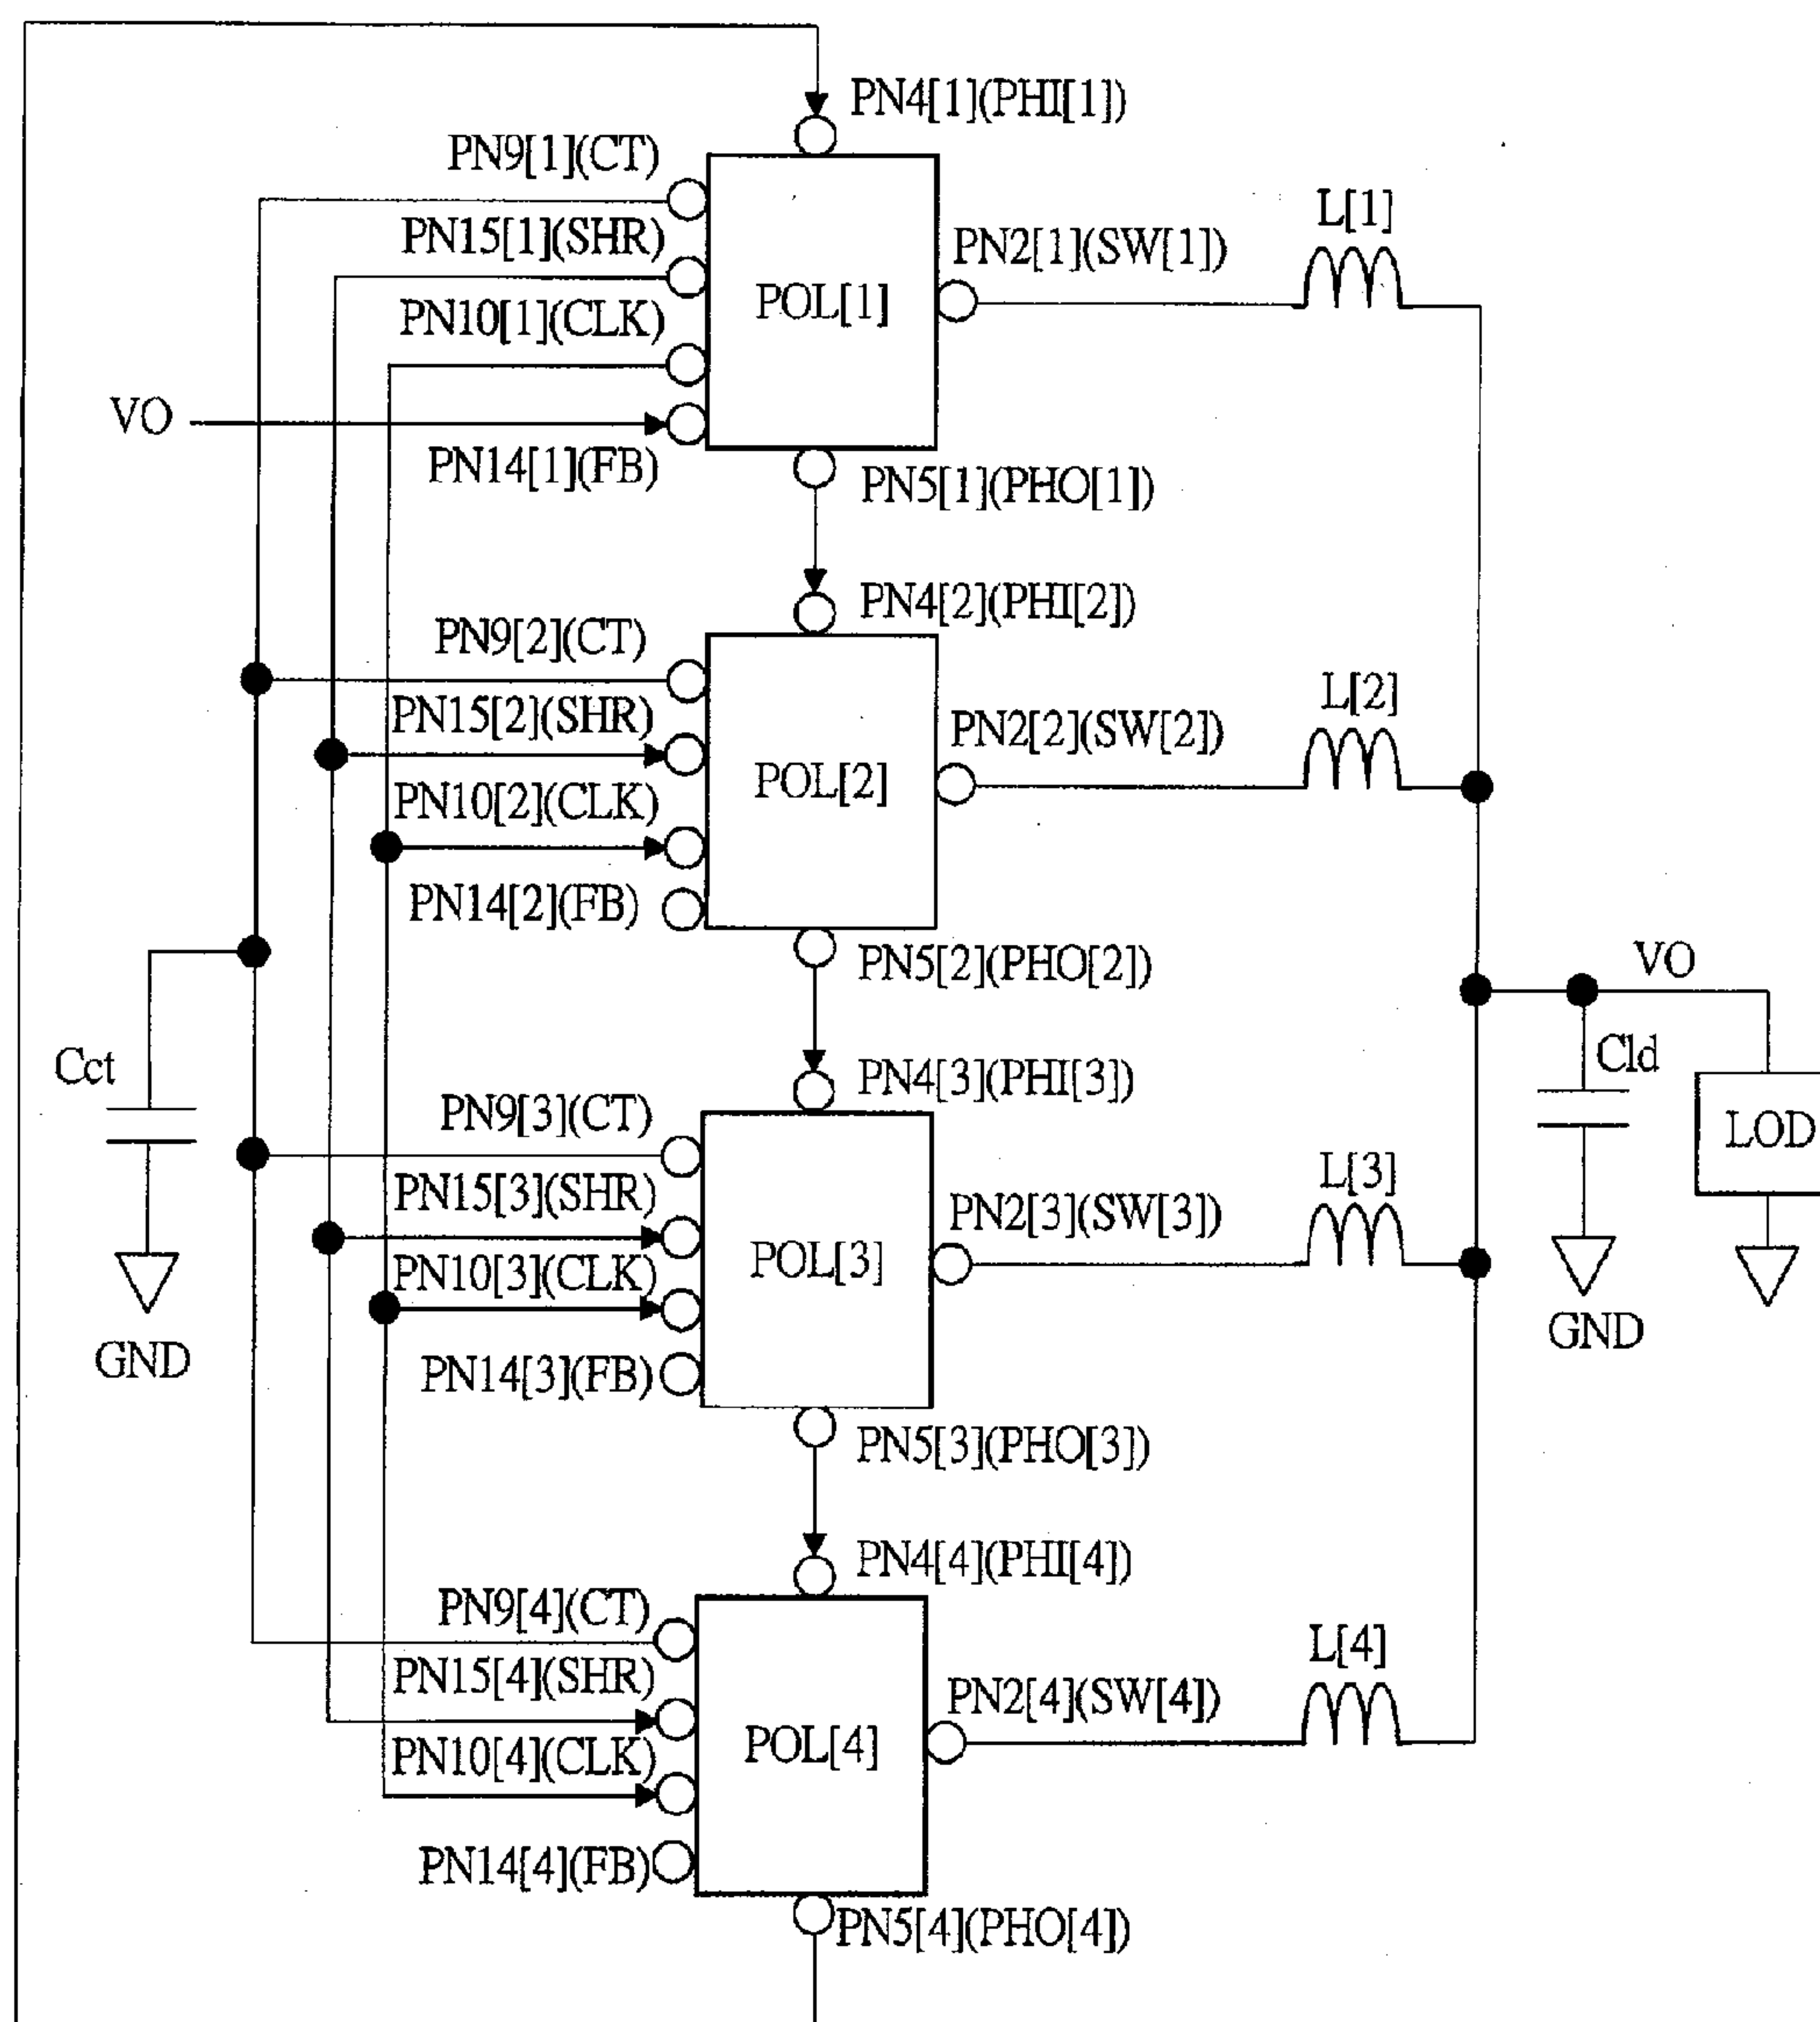 PN4[1](PHI[1])
PN9[1](CT)
PN15[1](SHR)
PN10[1](CLK)
VO
PN14[1](FB)
POL[1]
PN2[1](SW[1])
L[1]
PN5[1](PHO[1])
PN4[2](PHI[2])
PN9[2](CT)
PN15[2](SHR)
PN10[2](CLK)
PN14[2](FB)
POL[2]
PN2[2](SW[2])
L[2]
PN5[2](PHO[2])
VO
Cct
GND
Cld
LOD
GND
PN4[3](PHI[3])
PN9[3](CT)
PN15[3](SHR)
PN10[3](CLK)
PN14[3](FB)
POL[3]
PN2[3](SW[3])
L[3]
PN5[3](PHO[3])
PN4[4](PHI[4])
PN9[4](CT)
PN15[4](SHR)
PN10[4](CLK)
PN14[4](FB)
POL[4]
PN2[4](SW[4])
L[4]
PN5[4](PHO[4])